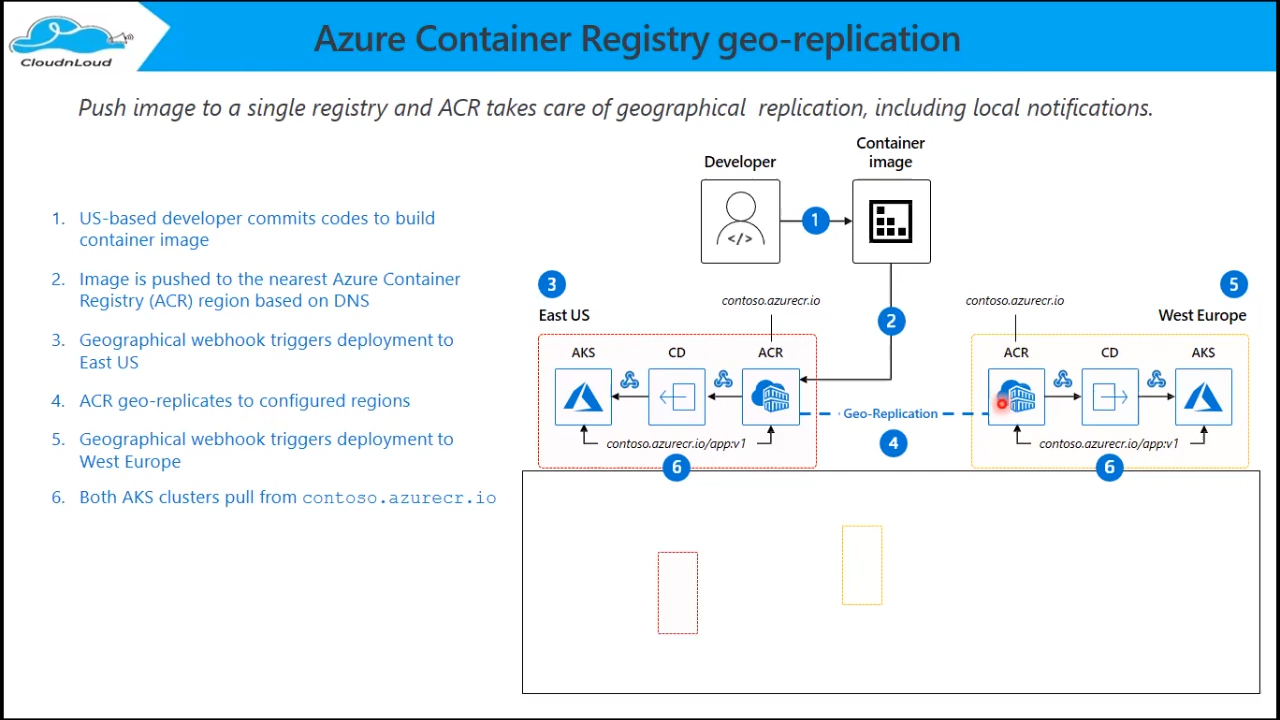 CloudnLoud
Azure Container Registry geo-replication
Push image to a single registry and ACR takes care of geographical replication, including local notifications.
1. US-based developer commits codes to build
container image
2. Image is pushed to the nearest Azure Container
Registry (ACR) region based on DNS
3. Geographical webhook triggers deployment to
East US
4. ACR geo-replicates to configured regions
5. Geographical webhook triggers deployment to
West Europe
6. Both AKS clusters pull from contoso.azurecr.io
Developer
Container
image
</>
1
2
3
East US
contoso.azurecr.io
AKS
CD
ACR
contoso.azurecr.io/app:v1
6
Geo-Replication
4
5
West Europe
contoso.azurecr.io
ACR
CD
AKS
contoso.azurecr.io/app:v1
6